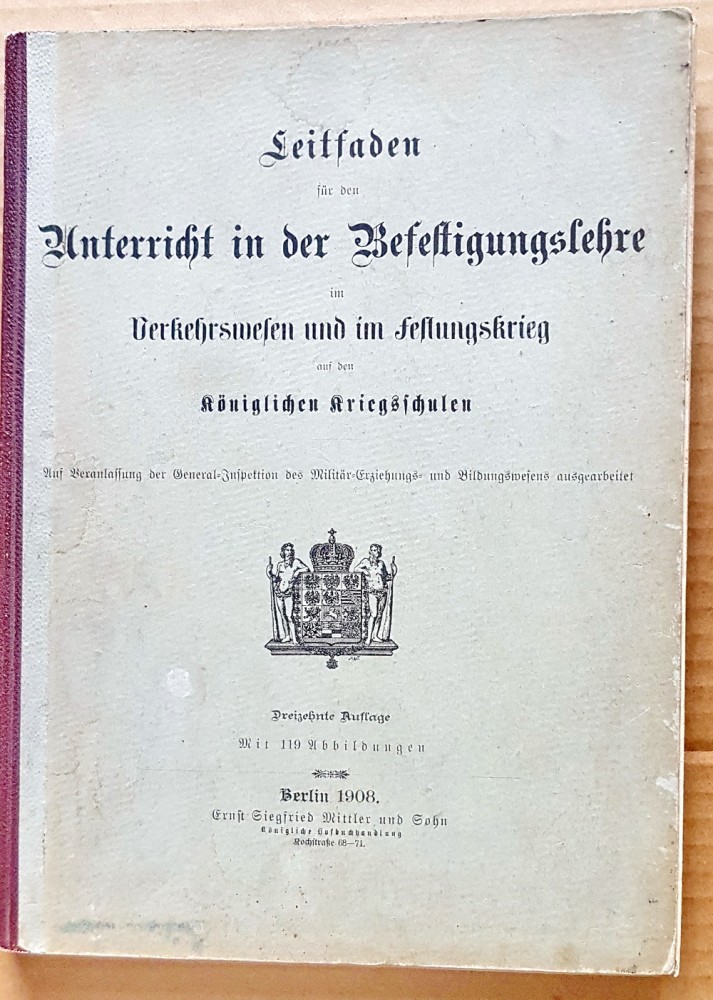 Leitfaden
für den
Unterricht in der Befestigungslehre
im
Verkehrswesen und im Festungskrieg
auf den
Königlichen Kriegsschulen
Auf Veranlassung der General-Inspektion des Militär-Erziehungs- und Bildungswesens ausgearbeitet
Dreizehnte Auflage
Mit 119 Abbildungen
Berlin 1908.
Ernst Siegfried Mittler und Sohn
Königliche Hofbuchhandlung
Kochstraße 68—71.